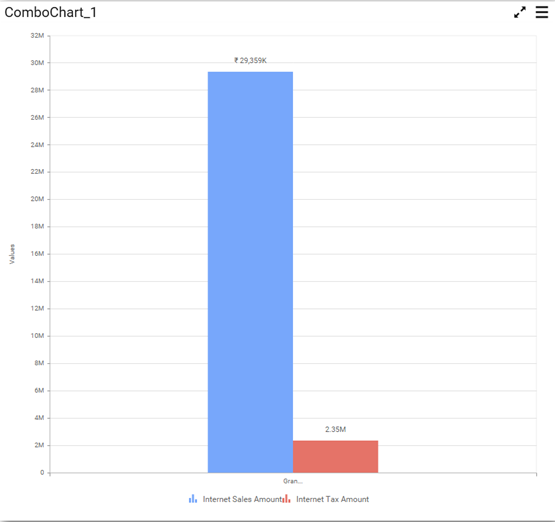 ComboChart_1
32M
30M
₹ 29,359K
28M
26M
24M
22M
20M
18M
16M
Values
14M
12M
10M
8M
6M
4M
2.35M
2M
0
Gran...
Internet Sales Amount Internet Tax Amount